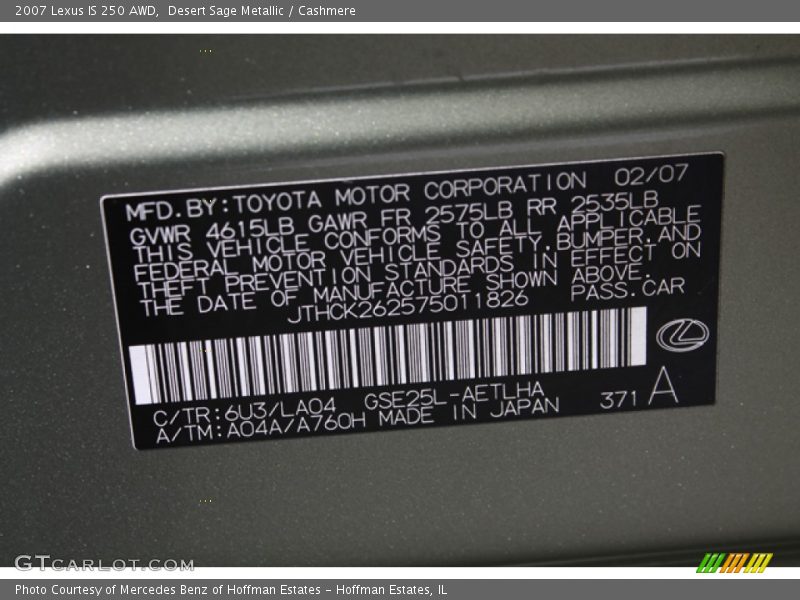 2007 Lexus IS 250 AWD,  Desert Sage Metallic / Cashmere
MFD.BY:TOYOTA MOTOR CORPORATION 02/07
GVWR 4615LB GAWR FR 2575LB RR 2535LB
THIS VEHICLE CONFORMS TO ALL APPLICABLE
FEDERAL MOTOR VEHICLE SAFETY,BUMPER,AND
THEFT PREVENTION STANDARDS IN EFFECT ON
THE DATE OF MANUFACTURE SHOWN ABOVE.
JTHCK262575011826 PASS.CAR
C/TR:6U3/LA04 GSE25L-AETLHA
A/TM:A04A/A760H MADE IN JAPAN 371 A
GTCARLOT.COM
Photo Courtesy of Mercedes Benz of Hoffman Estates - Hoffman Estates, IL